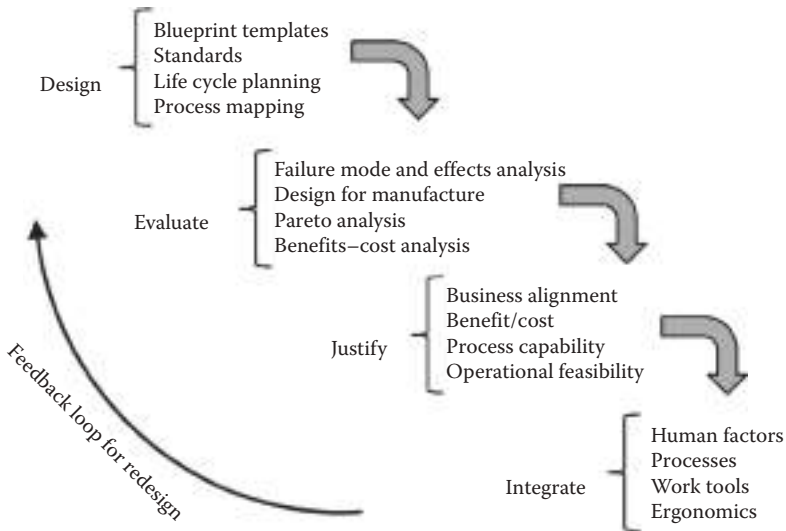 Design
Blueprint templates
Standards
Life cycle planning
Process mapping
Evaluate
Failure mode and effects analysis
Design for manufacture
Pareto analysis
Benefits–cost analysis
Justify
Business alignment
Benefit/cost
Process capability
Operational feasibility
Integrate
Human factors
Processes
Work tools
Ergonomics
Feedback loop for redesign